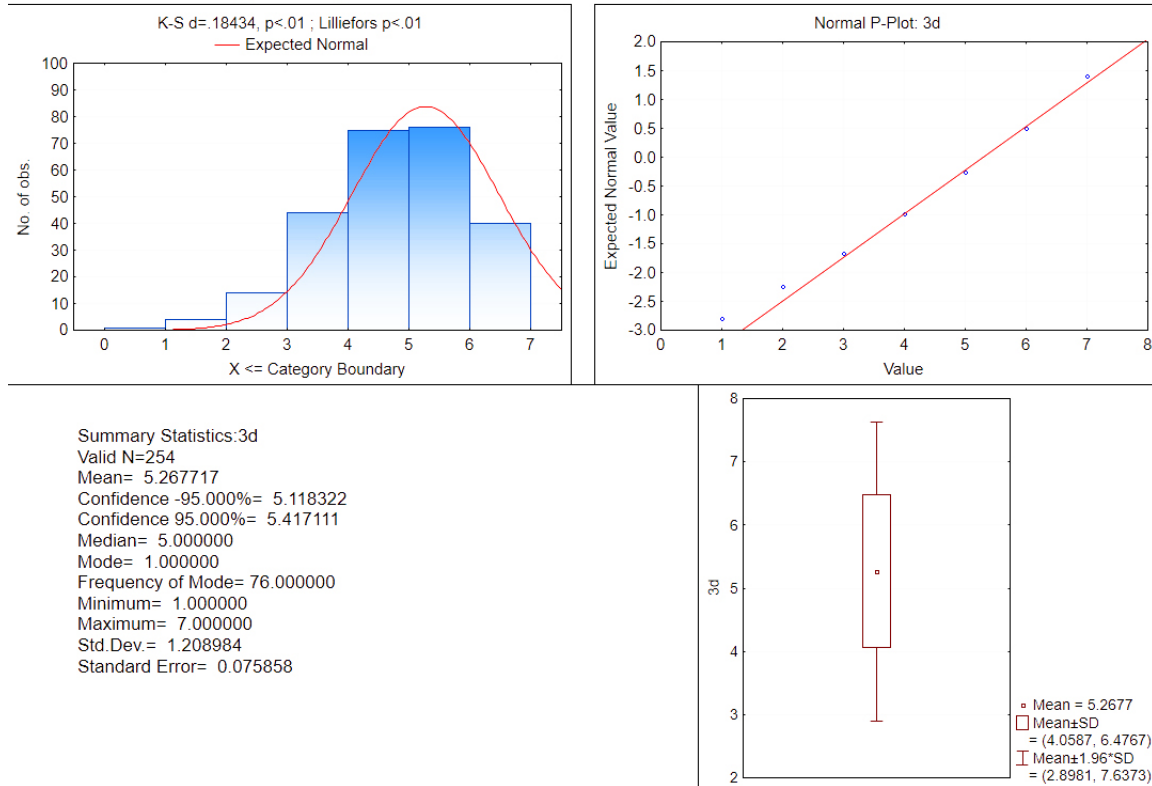 K-S d=.18434, p<.01 ; Lilliefors p<.01
Expected Normal
100
90
80
70
60
50
40
30
20
10
0
No. of obs.
0 1 2 3 4 5 6 7
X <= Category Boundary
Normal P-Plot: 3d
2.0
1.5
1.0
0.5
0.0
-0.5
-1.0
-1.5
-2.0
-2.5
-3.0
Expected Normal Value
0 1 2 3 4 5 6 7 8
Value
Summary Statistics:3d
Valid N=254
Mean= 5.267717
Confidence -95.000%= 5.118322
Confidence 95.000%= 5.417111
Median= 5.000000
Mode= 1.000000
Frequency of Mode= 76.000000
Minimum= 1.000000
Maximum= 7.000000
Std.Dev.= 1.208984
Standard Error= 0.075858
8
7
6
5
4
3
2
3d
Mean = 5.2677
Mean±SD
= (4.0587, 6.4767)
Mean±1.96*SD
= (2.8981, 7.6373)